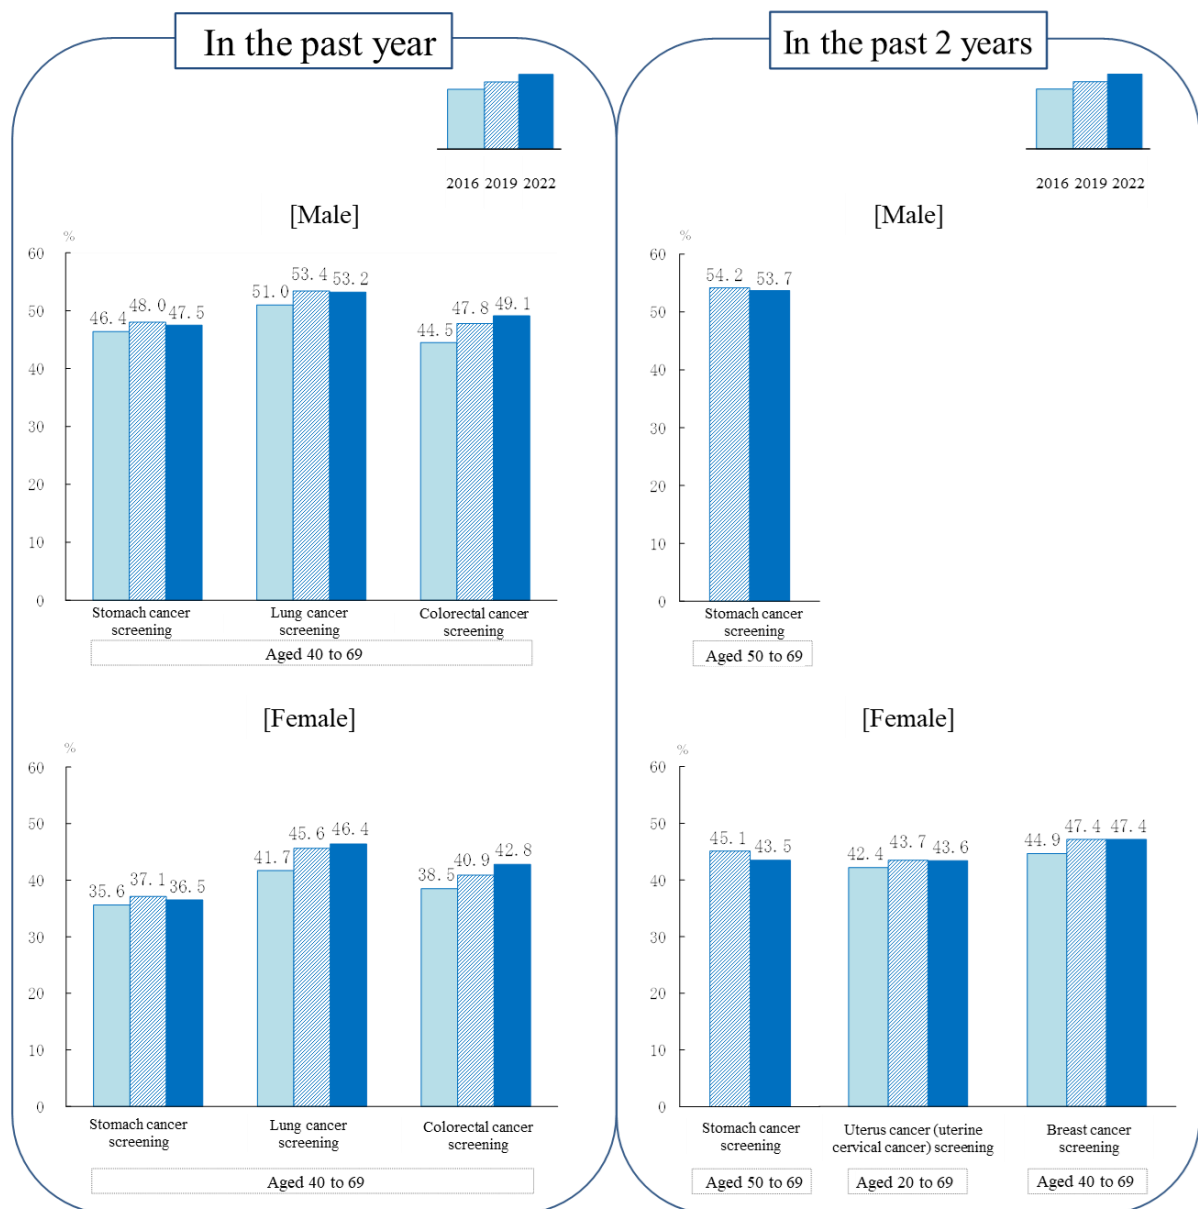 In the past year
2016 2019 2022
[Male]
%
60
50
40
30
20
10
0
46.4 48.0 47.5
51.0 53.4 53.2
44.5 47.8 49.1
Stomach cancer
screening
Lung cancer
screening
Colorectal cancer
screening
Aged 40 to 69
[Female]
%
60
50
40
30
20
10
0
35.6 37.1 36.5
41.7 45.6 46.4
38.5 40.9 42.8
Stomach cancer
screening
Lung cancer
screening
Colorectal cancer
screening
Aged 40 to 69
In the past 2 years
2016 2019 2022
[Male]
%
60
50
40
30
20
10
0
54.2 53.7
Stomach cancer
screening
Aged 50 to 69
[Female]
%
60
50
40
30
20
10
0
45.1 43.5
42.4 43.7 43.6
44.9 47.4 47.4
Stomach cancer
screening
Uterus cancer (uterine
cervical cancer) screening
Breast cancer
screening
Aged 50 to 69
Aged 20 to 69
Aged 40 to 69